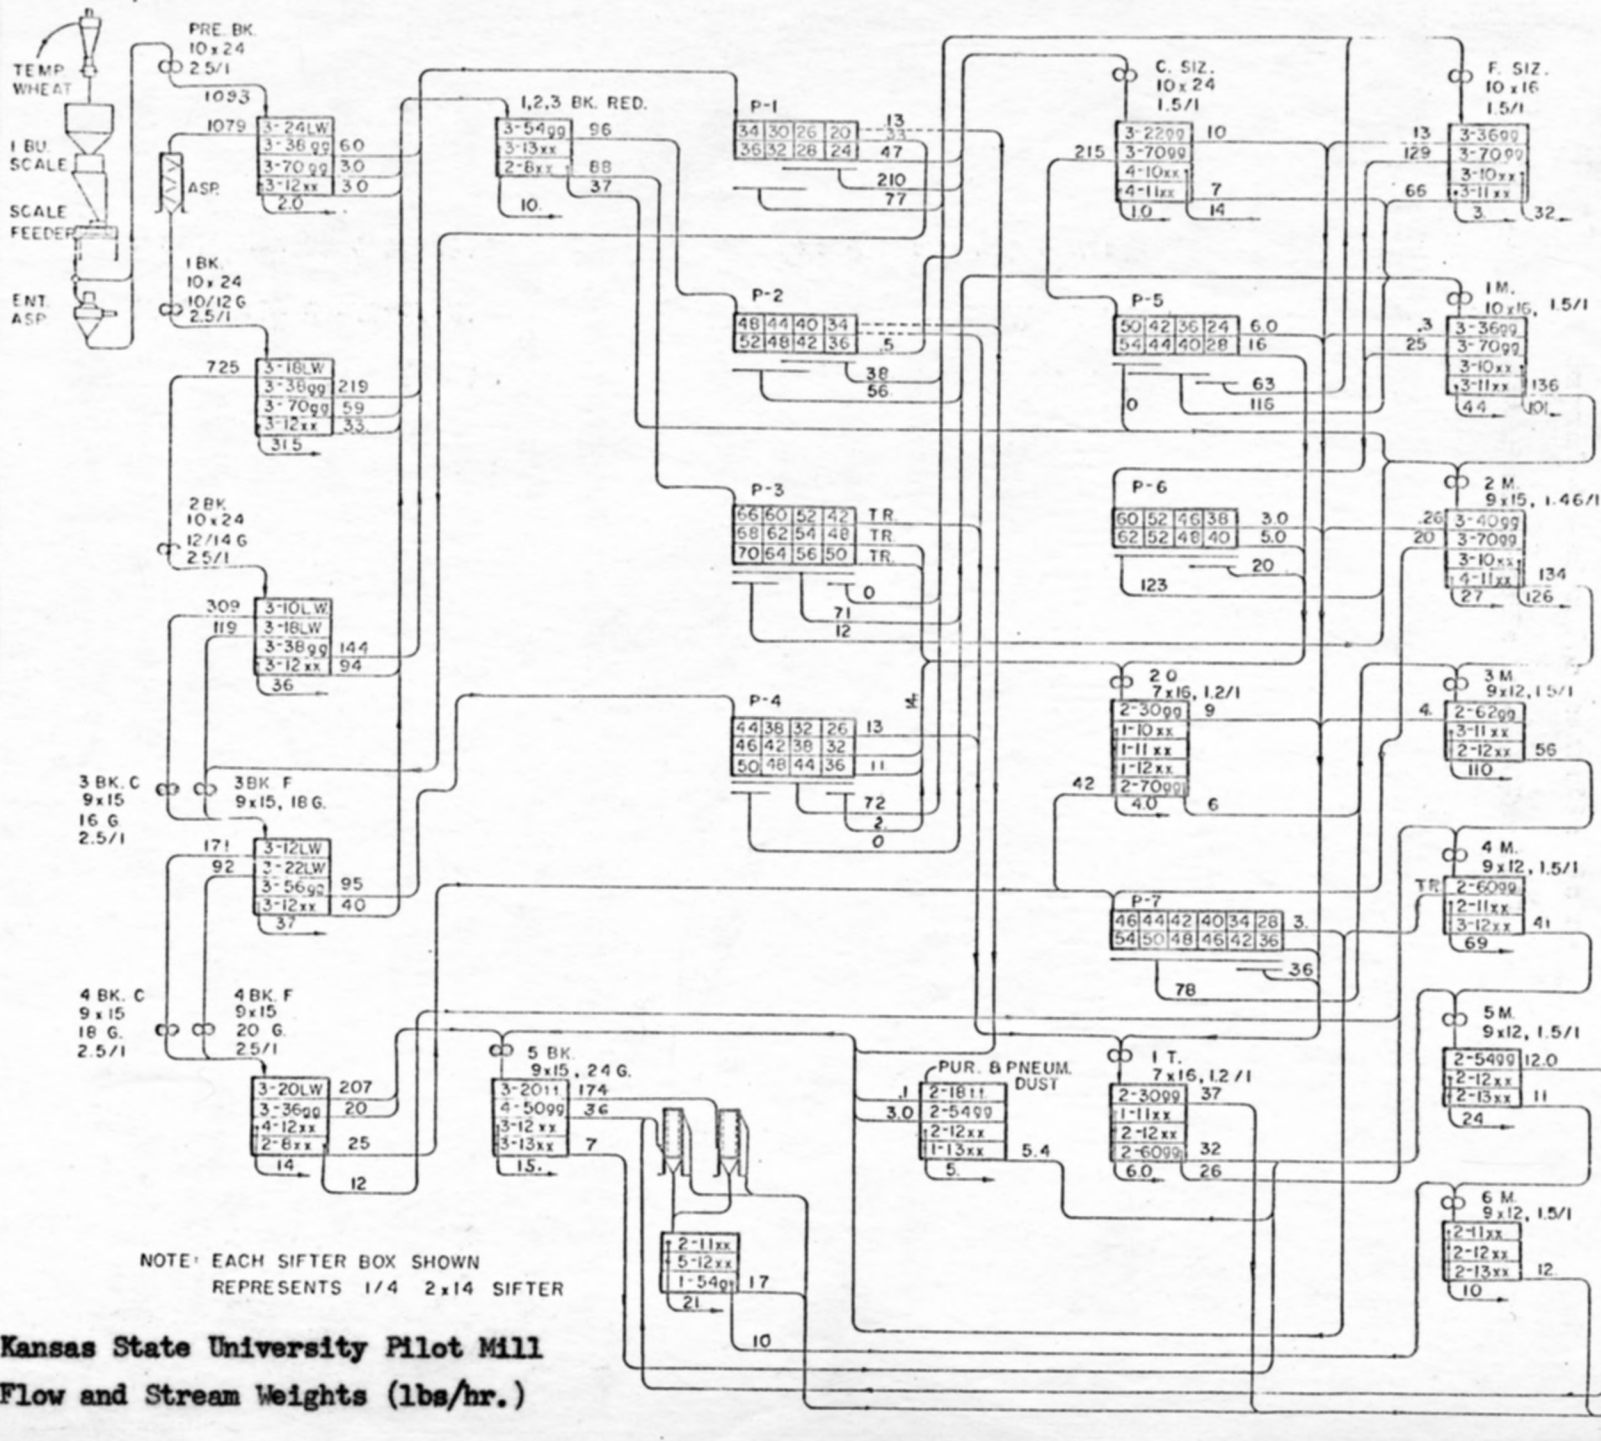 TEMP.
WHEAT
1 BU.
SCALE
SCALE
FEEDER
ENT.
ASP.
PRE. BK.
10 x 24
2.5/1
1093
1079
3-24LW
3-38gg 6.0
3-70gg 3.0
3-12xx 3.0
2.0
ASP.
1 BK.
10 x 24
10/12 G
2.5/1
725
3-18LW
3-38gg 219
3-70gg 59
3-12xx 33
31.5
2 BK.
10 x 24
12/14 G
2.5/1
309
119
3-10LW
3-18LW
3-38gg 144
3-12xx 94
36
3 BK. C
9x15
16 G
2.5/1
3 BK. F
9x15, 18 G.
171
92
3-12LW
3-22LW
3-56gg 95
3-12xx 40
37
4 BK. C
9x15
18 G.
2.5/1
4 BK. F
9x15
20 G.
2.5/1
3-20LW 207
3-36gg 20
4-12xx
2-8xx 25
14
12
1,2,3 BK. RED.
3-54gg 96
3-13xx
2-8xx 88
37
10.
P-1
34 30 26 20
36 32 28 24
13
33
47
210
77
P-2
48 44 40 34
52 48 42 36
.5
38
56
P-3
66 60 52 42 TR.
68 62 54 48 TR.
70 64 56 50 TR.
0
71
12
P-4
44 38 32 26 13
46 42 38 32
50 48 44 36 11
72
2.
0
14
5 BK.
9x15, 24 G.
3-20tt 174
4-50gg 36
3-12xx
3-13xx 7
15.
2-11xx
5-12xx
1-54gg 17
21
10
PUR. & PNEUM.
DUST
.1 2-18tt
3.0 2-54gg
2-12xx
1-13xx 5.4
5.
C. SIZ.
10 x 24
1.5/1
3-22gg 10
215 3-70gg
4-10xx
4-11xx 7
1.0 14
P-5
50 42 36 24 6.0
54 44 40 28 16
63
116
0
P-6
60 52 46 38 3.0
62 52 48 40 5.0
20
123
2 Q
7x16, 1.2/1
2-30gg 9
1-10xx
1-11xx
1-12xx
42 2-70gg
4.0 6
P-7
46 44 42 40 34 28 3.
54 50 48 46 42 36
36
78
1 T.
7x16, 1.2/1
2-30gg 37
1-11xx
2-12xx
2-60gg 32
6.0 26
F. SIZ.
10 x 16
1.5/1
13 3-36gg
129 3-70gg
3-10xx
66 3-11xx
3. 32
1 M.
10x16, 1.5/1
.3 3-36gg
25 3-70gg
3-10xx
3-11xx 136
44 101
2 M.
9x15, 1.46/1
.26 3-40gg
20 3-70gg
3-10xx
4-11xx 134
27 126
3 M.
9x12, 1.5/1
4. 2-62gg
3-11xx
2-12xx 56
110
4 M.
9x12, 1.5/1
TR. 2-60gg
2-11xx
3-12xx 41
69
5 M.
9x12, 1.5/1
2-54gg 12.0
2-12xx
2-13xx 11
24
6 M.
9x12, 1.5/1
2-11xx
2-12xx
2-13xx 12.
10
NOTE: EACH SIFTER BOX SHOWN
REPRESENTS 1/4 2x14 SIFTER
Kansas State University Pilot Mill
Flow and Stream Weights (lbs/hr.)